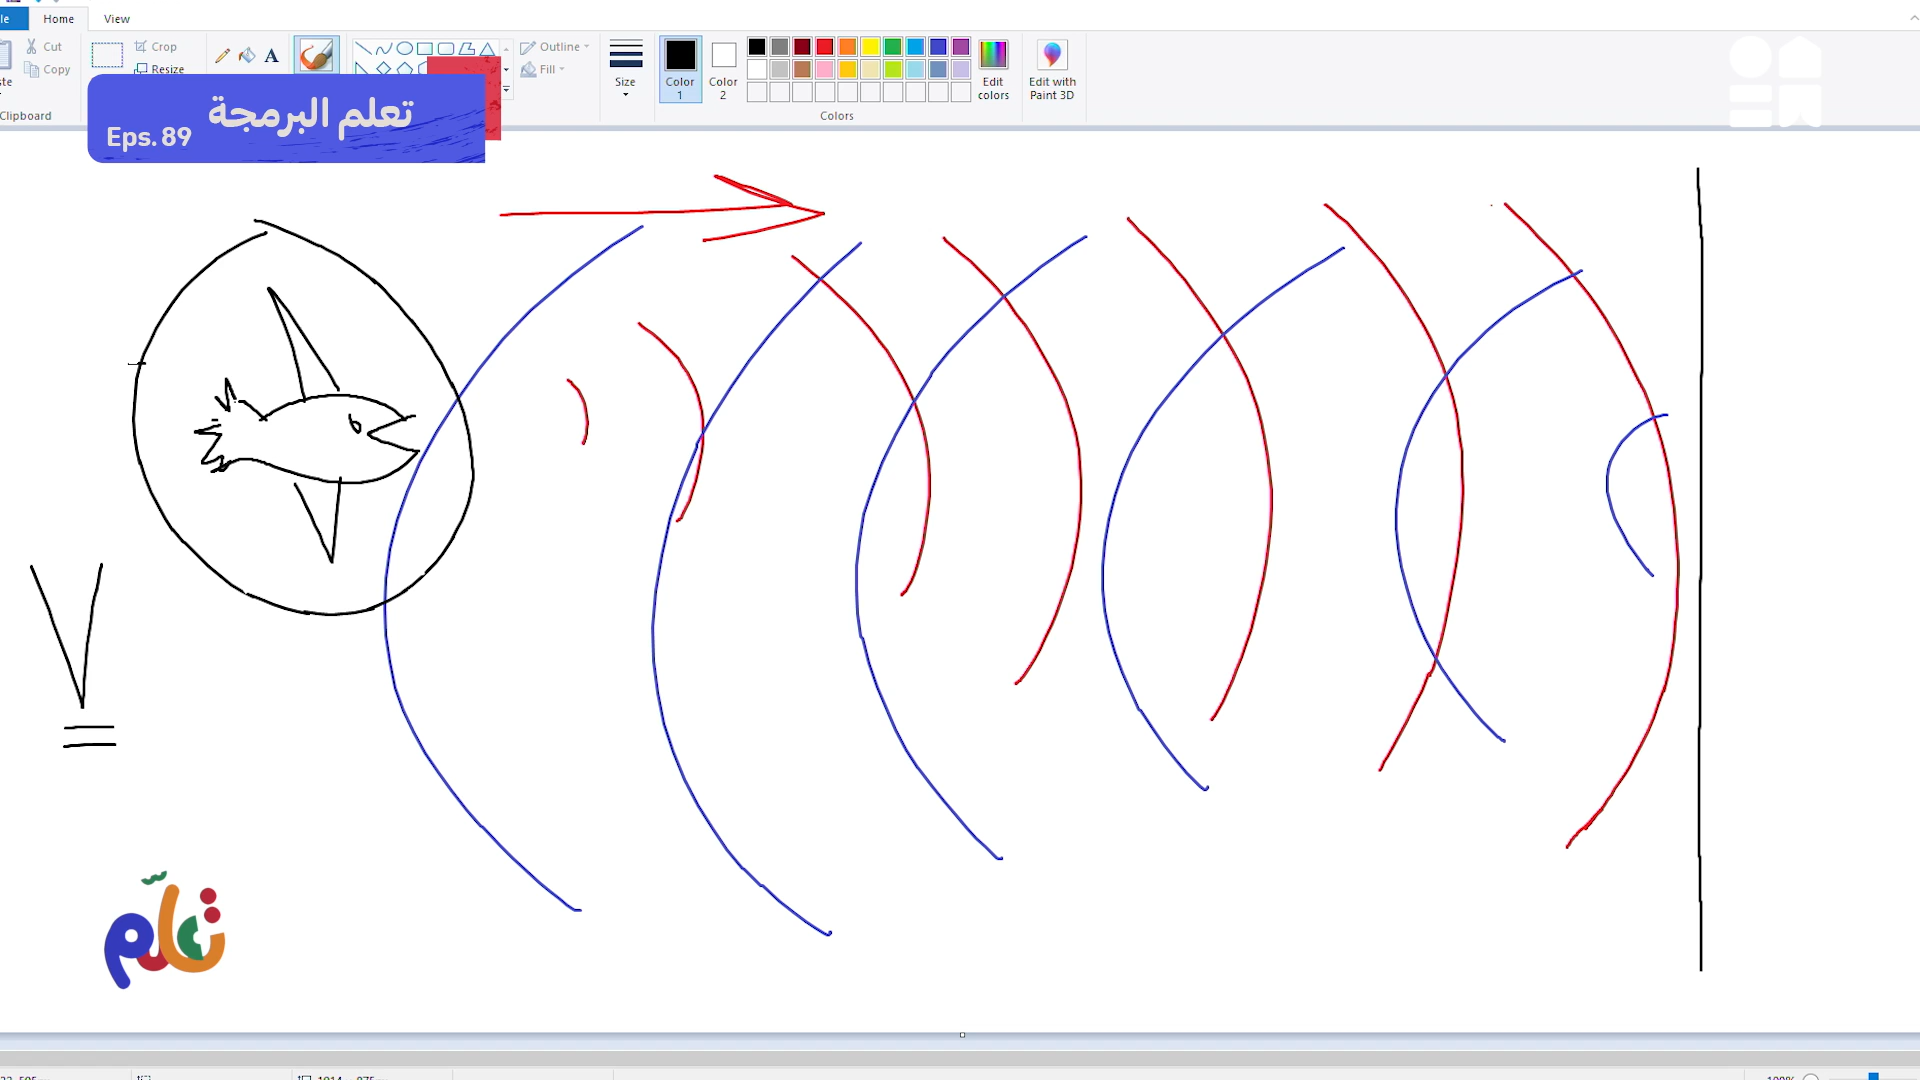 Home View
Cut
Copy
Clipboard
Crop
Resize
A
Outline
Fill
Size
Color
1
Color
2
Edit
colors
Edit with
Paint 3D
Colors
تعلم البرمجة
Eps. 89
V
=
تعلم